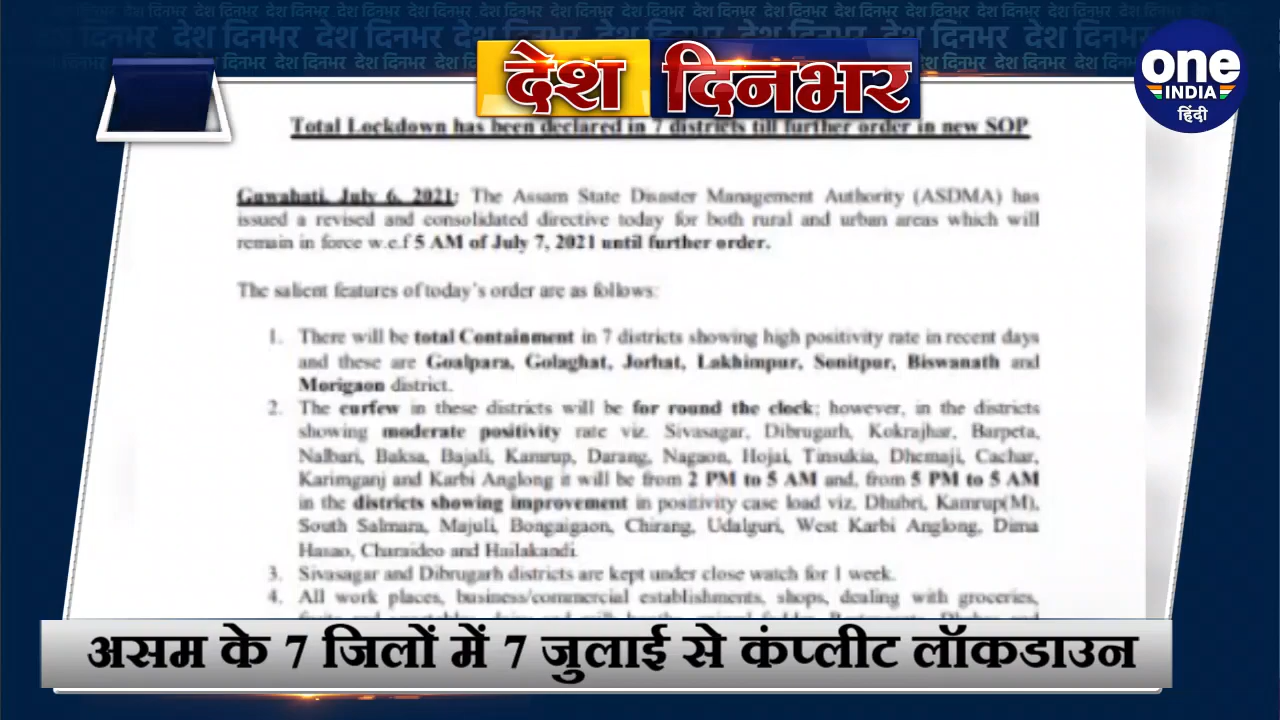 देश दिनभर देश दिनभर देश दिनभर देश दिनभर देश दिनभर देश दिनभर
देश दिनभर
one
INDIA
हिंदी
Total Lockdown has been declared in 7 districts till further order in new SOP
Guwahati, July 6, 2021: The Assam State Disaster Management Authority (ASDMA) has
issued a revised and consolidated directive today for both rural and urban areas which will
remain in force w.e.f 5 AM of July 7, 2021 until further order.
The salient features of today's order are as follows:
1. There will be total Containment in 7 districts showing high positivity rate in recent days
and these are Goalpara, Golaghat, Jorhat, Lakhimpur, Sonitpur, Biswanath and
Morigaon district.
2. The curfew in these districts will be for round the clock; however, in the districts
showing moderate positivity rate viz. Sivasagar, Dibrugarh, Kokrajhar, Barpeta,
Nalbari, Baksa, Bajali, Kamrup, Darang, Nagaon, Hojai, Tinsukia, Dhemaji, Cachar,
Karimganj and Karbi Anglong it will be from 2 PM to 5 AM and, from 5 PM to 5 AM
in the districts showing improvement in positivity case load viz. Dhubri, Kamrup(M),
South Salmara, Majuli, Bongaigaon, Chirang, Udalguri, West Karbi Anglong, Dima
Hasao, Charaideo and Hailakandi.
3. Sivasagar and Dibrugarh districts are kept under close watch for 1 week.
4. All work places, business/commercial establishments, shops, dealing with groceries,
असम के 7 जिलों में 7 जुलाई से कंप्लीट लॉकडाउन